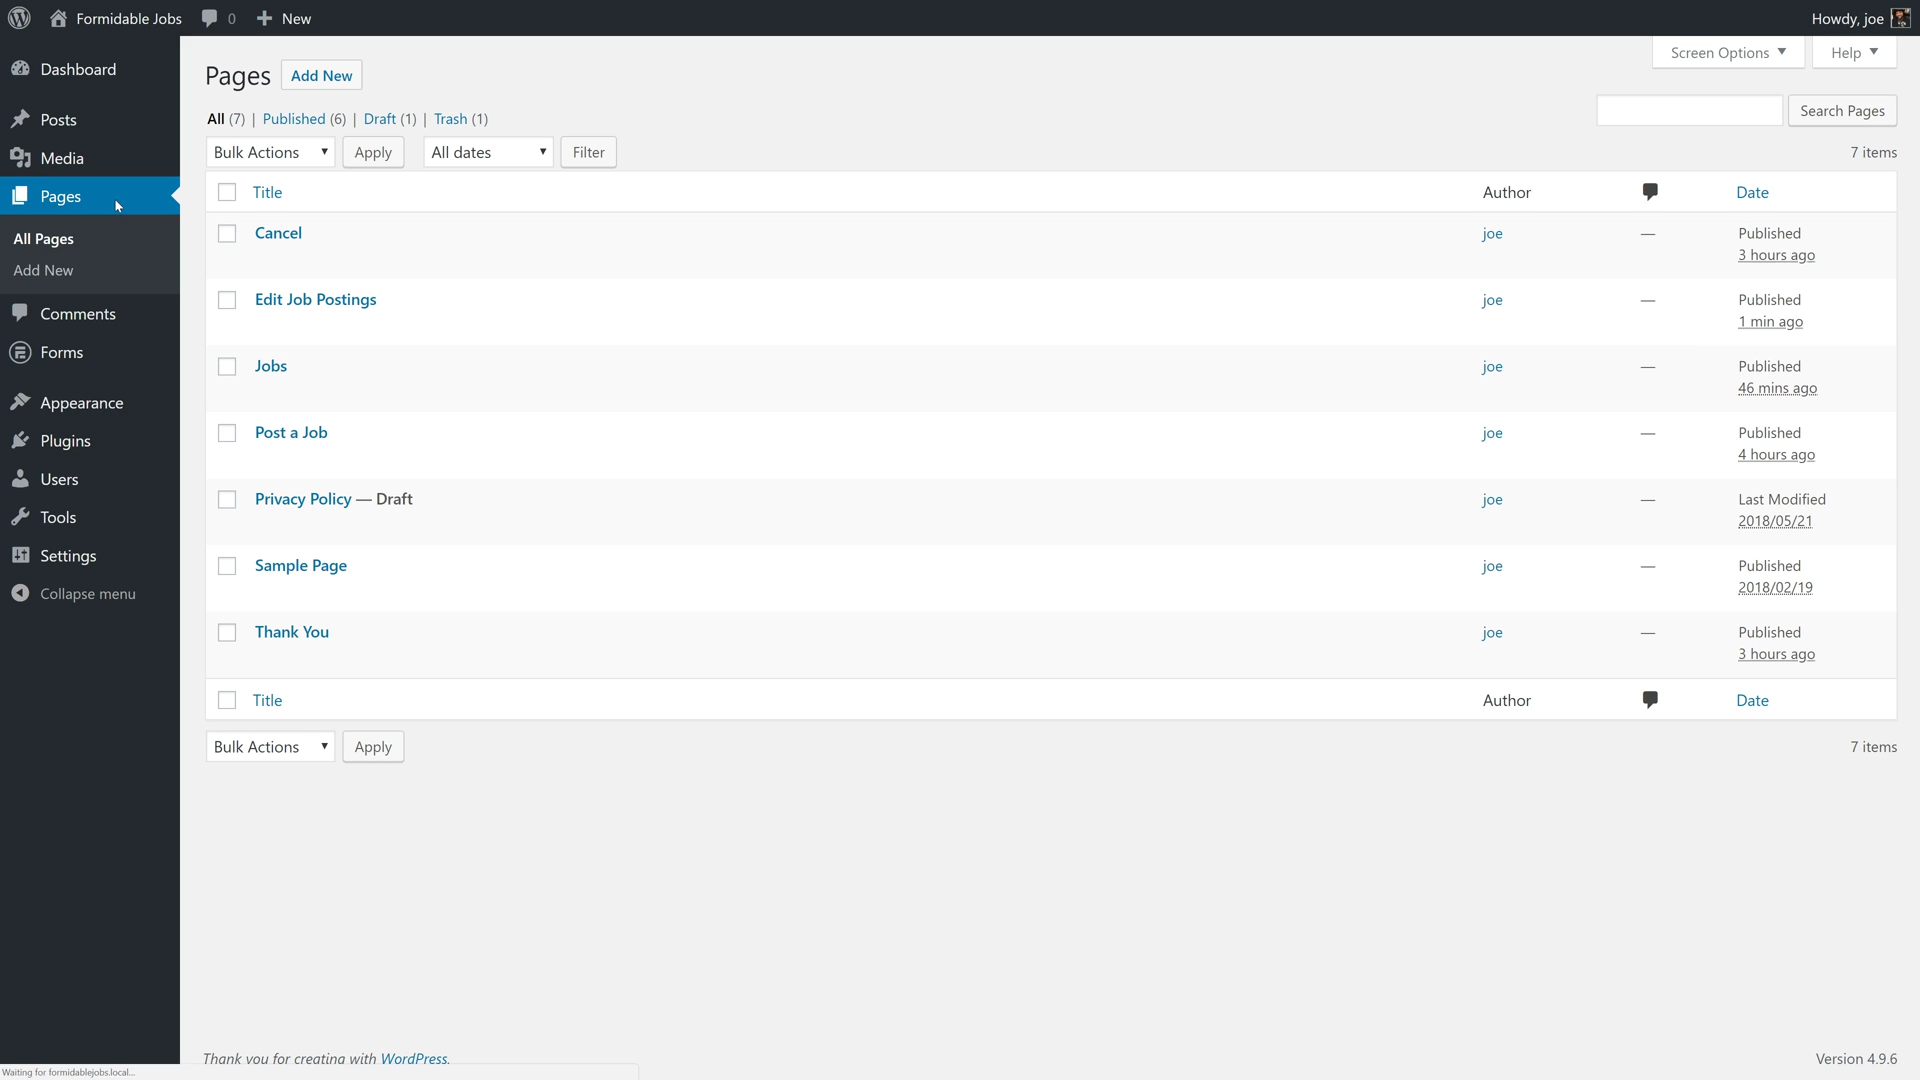 Formidable Jobs 0 New Howdy, joe
Screen Options Help
Dashboard
Posts
Media
Pages
All Pages
Add New
Comments
Forms
Appearance
Plugins
Users
Tools
Settings
Collapse menu
Pages Add New
All (7) | Published (6) | Draft (1) | Trash (1)
Search Pages
Bulk Actions Apply All dates Filter 7 items
Title Author Date
Cancel joe — Published
3 hours ago
Edit Job Postings joe — Published
1 min ago
Jobs joe — Published
46 mins ago
Post a Job joe — Published
4 hours ago
Privacy Policy — Draft joe — Last Modified
2018/05/21
Sample Page joe — Published
2018/02/19
Thank You joe — Published
3 hours ago
Title Author Date
Bulk Actions Apply 7 items
Thank you for creating with WordPress. Version 4.9.6
Waiting for formidablejobs.local...